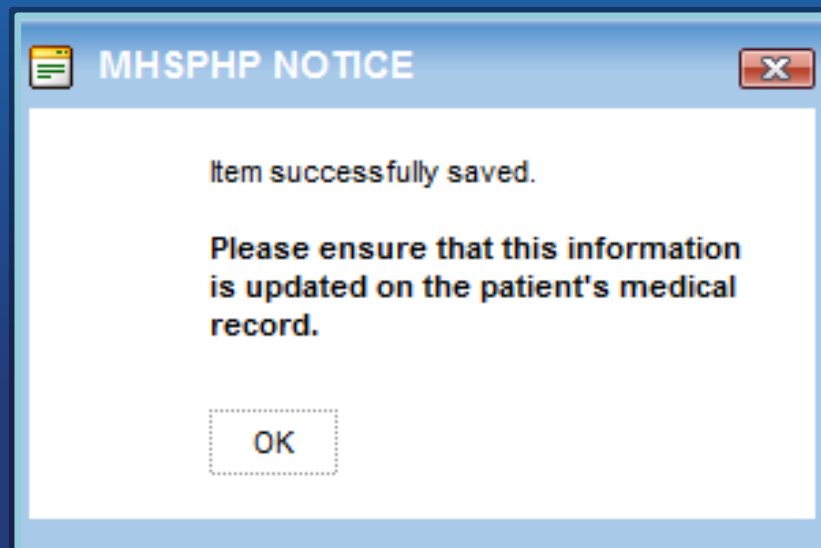 MHSPHP NOTICE
Item successfully saved.
Please ensure that this information
is updated on the patient's medical
record.
OK